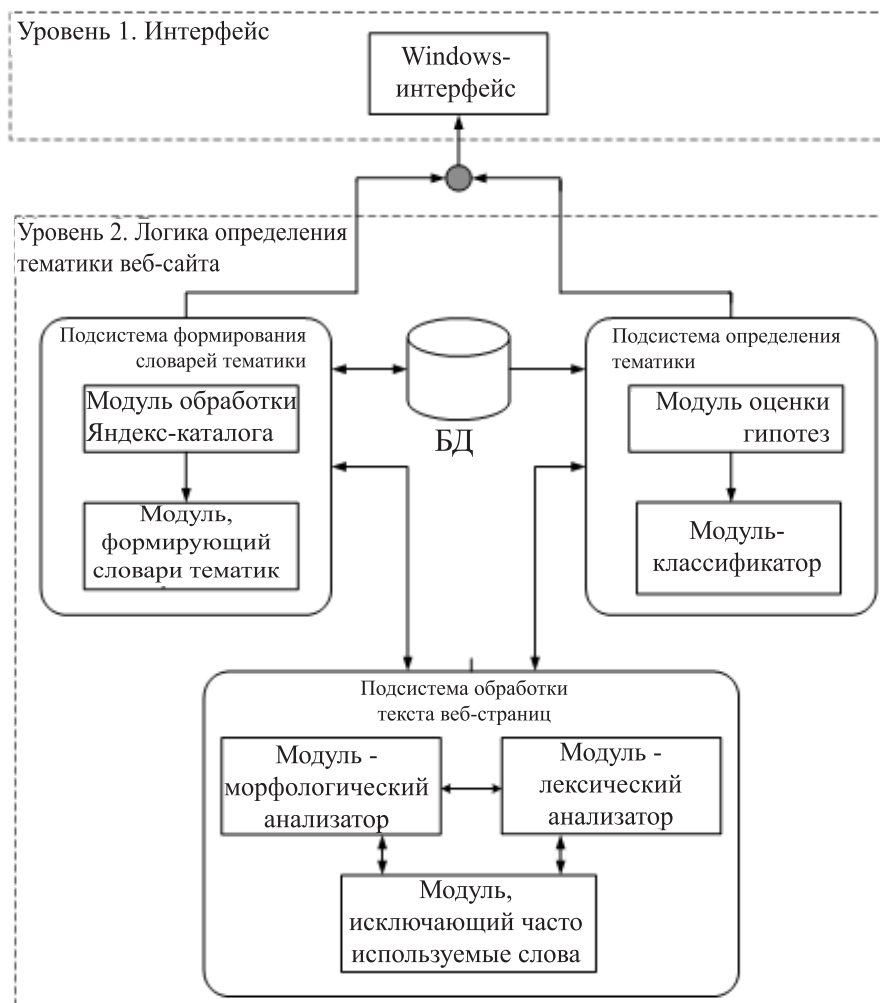 Уровень 1. Интерфейс
Windows-
интерфейс
Уровень 2. Логика определения
тематики веб-сайта
Подсистема формирования
словарей тематики
Модуль обработки
Яндекс-каталога
Модуль,
формирующий
словари тематик
БД
Подсистема определения
тематики
Модуль оценки
гипотез
Модуль-
классификатор
Подсистема обработки
текста веб-страниц
Модуль -
морфологический
анализатор
Модуль -
лексический
анализатор
Модуль,
исключающий часто
используемые слова